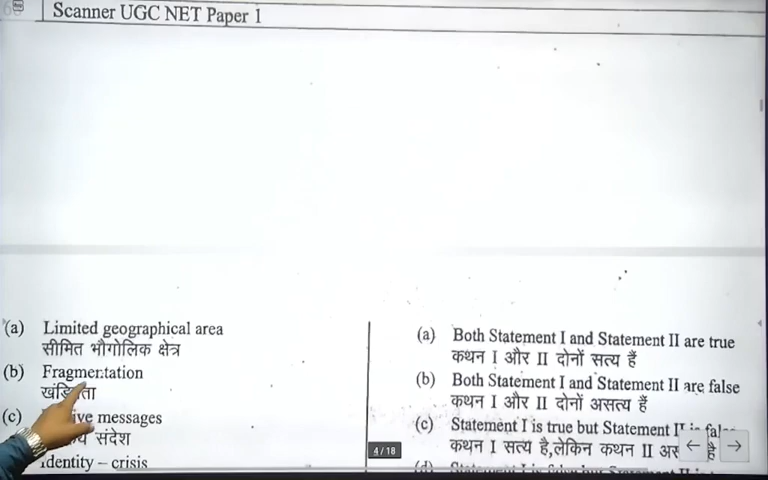 Scanner UGC NET Paper 1
(a) Limited geographical area
सीमित भौगोलिक क्षेत्र
(b) Fragmentation
(c) messages
संदेश
Identity – crisis
(a) Both Statement I and Statement II are true
कथन I और II दोनों सत्य हैं
(b) Both Statement I and Statement II are false
कथन I और II दोनों असत्य हैं
(c) Statement I is true but Statement II is
कथन I सत्य है,लेकिन कथन II
4 / 18
(d)